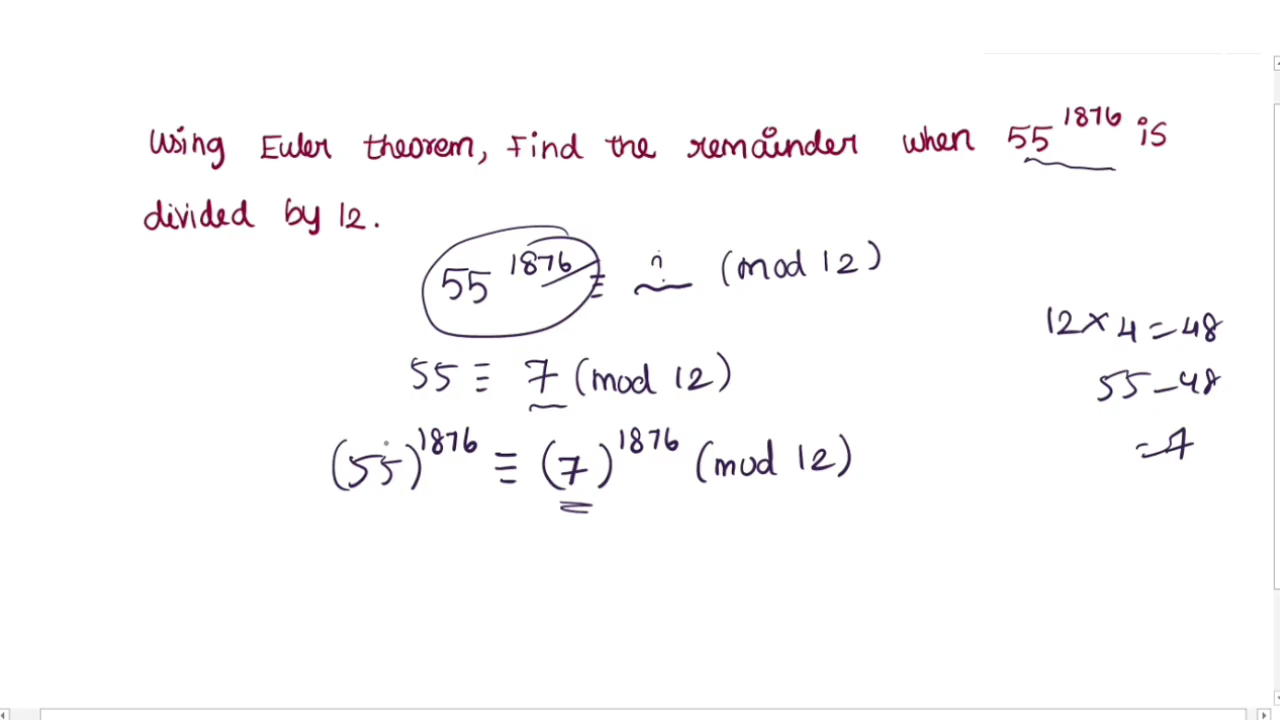 Using Euler theorem, Find the remainder when 55^1876 is
divided by 12.
55^1876 ≡ (mod 12)
12 × 4 = 48
55 ≡ 7 (mod 12)
55 - 48
= 7
(55)^1876 ≡ (7)^1876 (mod 12)